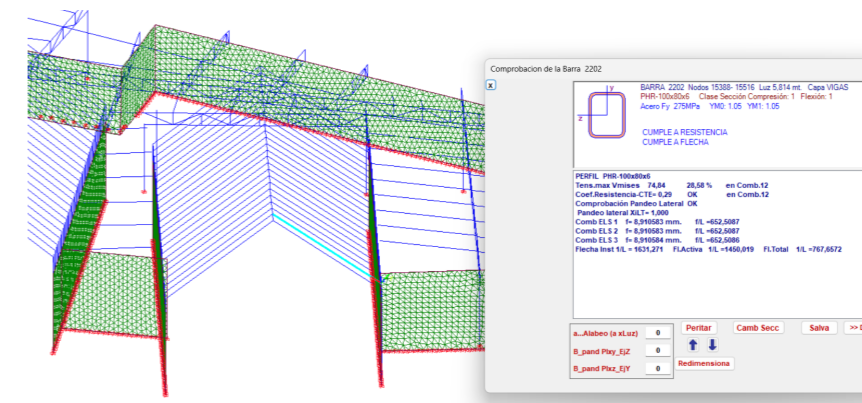 Comprobacion de la Barra 2202
x
BARRA 2202 Nodos 15388- 15516 Luz 5,814 mt. Capa VIGAS
PHR-100x80x6 Clase Sección Compresión: 1 Flexión: 1
Acero Fy 275MPa YM0: 1.05 YM1: 1.05
y
z
CUMPLE A RESISTENCIA
CUMPLE A FLECHA
PERFIL PHR-100x80x6
Tens.max Vmises 74,84 28,58 % en Comb.12
Coef.Resistencia-CTE= 0,29 OK en Comb.12
Comprobación Pandeo Lateral OK
Pandeo lateral XiLT= 1,000
Comb ELS 1 f= 8,910583 mm. f/L =652,5087
Comb ELS 2 f= 8,910583 mm. f/L =652,5087
Comb ELS 3 f= 8,910584 mm. f/L =652,5086
Flecha Inst 1/L = 1631,271 Fl.Activa 1/L =1450,019 Fl.Total 1/L =767,6572
a...Alabeo (a xLuz) 0 Peritar Camb Secc Salva >>
B_pand Plxy_EjZ 0
B_pand Plxz_EjY 0 Redimensiona